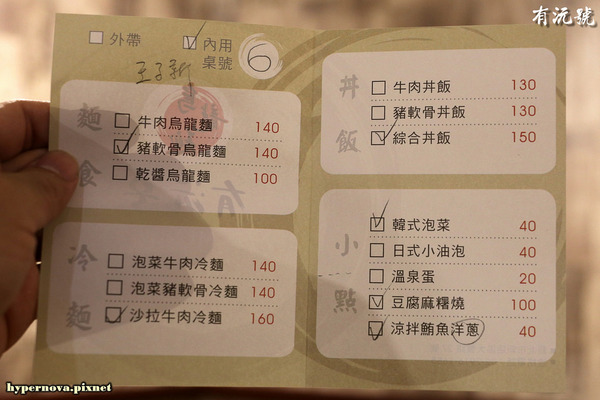 有沅號
外帶
內用
桌號 6
麵食
牛肉烏龍麵 140
豬軟骨烏龍麵 140
乾醬烏龍麵 100
冷麵
泡菜牛肉冷麵 140
泡菜豬軟骨冷麵 140
沙拉牛肉冷麵 160
丼飯
牛肉丼飯 130
豬軟骨丼飯 130
綜合丼飯 150
小點
韓式泡菜 40
日式小油泡 40
溫泉蛋 20
豆腐麻糬燒 100
涼拌鮪魚洋蔥 40
hypernova.pixnet